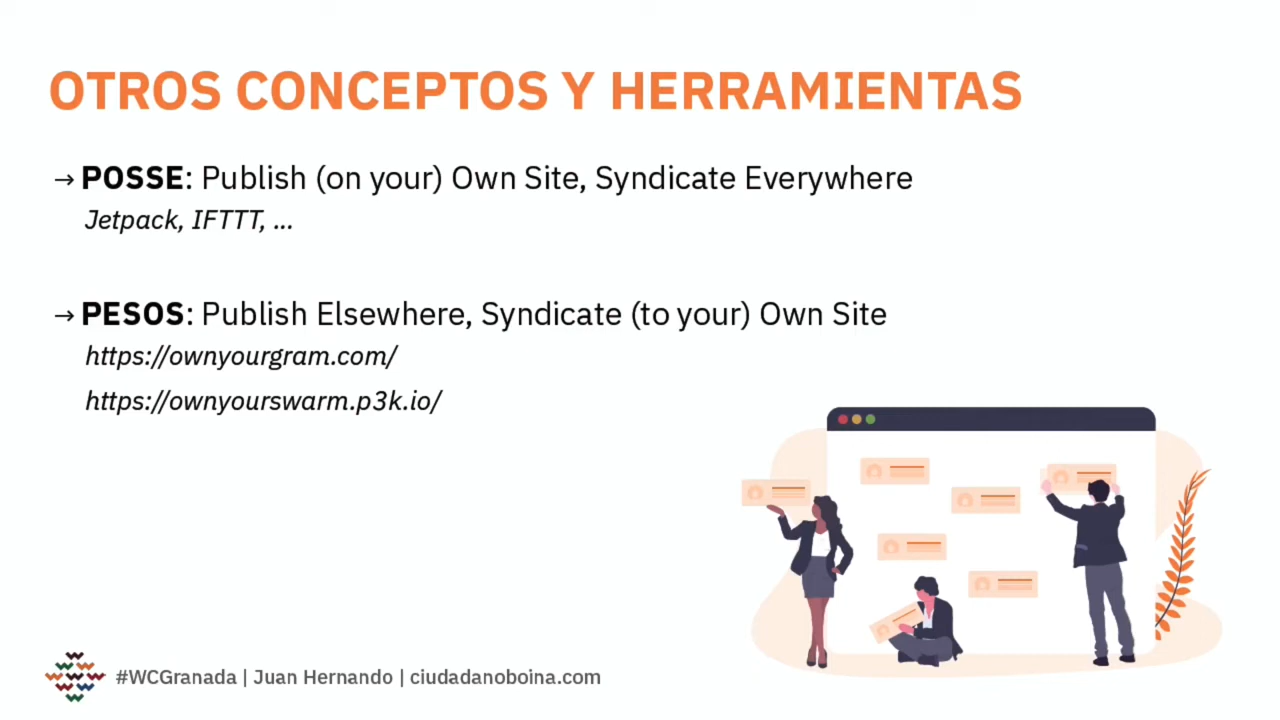 OTROS CONCEPTOS Y HERRAMIENTAS
→ POSSE: Publish (on your) Own Site, Syndicate Everywhere
Jetpack, IFTTT, ...
→ PESOS: Publish Elsewhere, Syndicate (to your) Own Site
https://ownyourgram.com/
https://ownyourswarm.p3k.io/
#WCGranada | Juan Hernando | ciudadanoboina.com